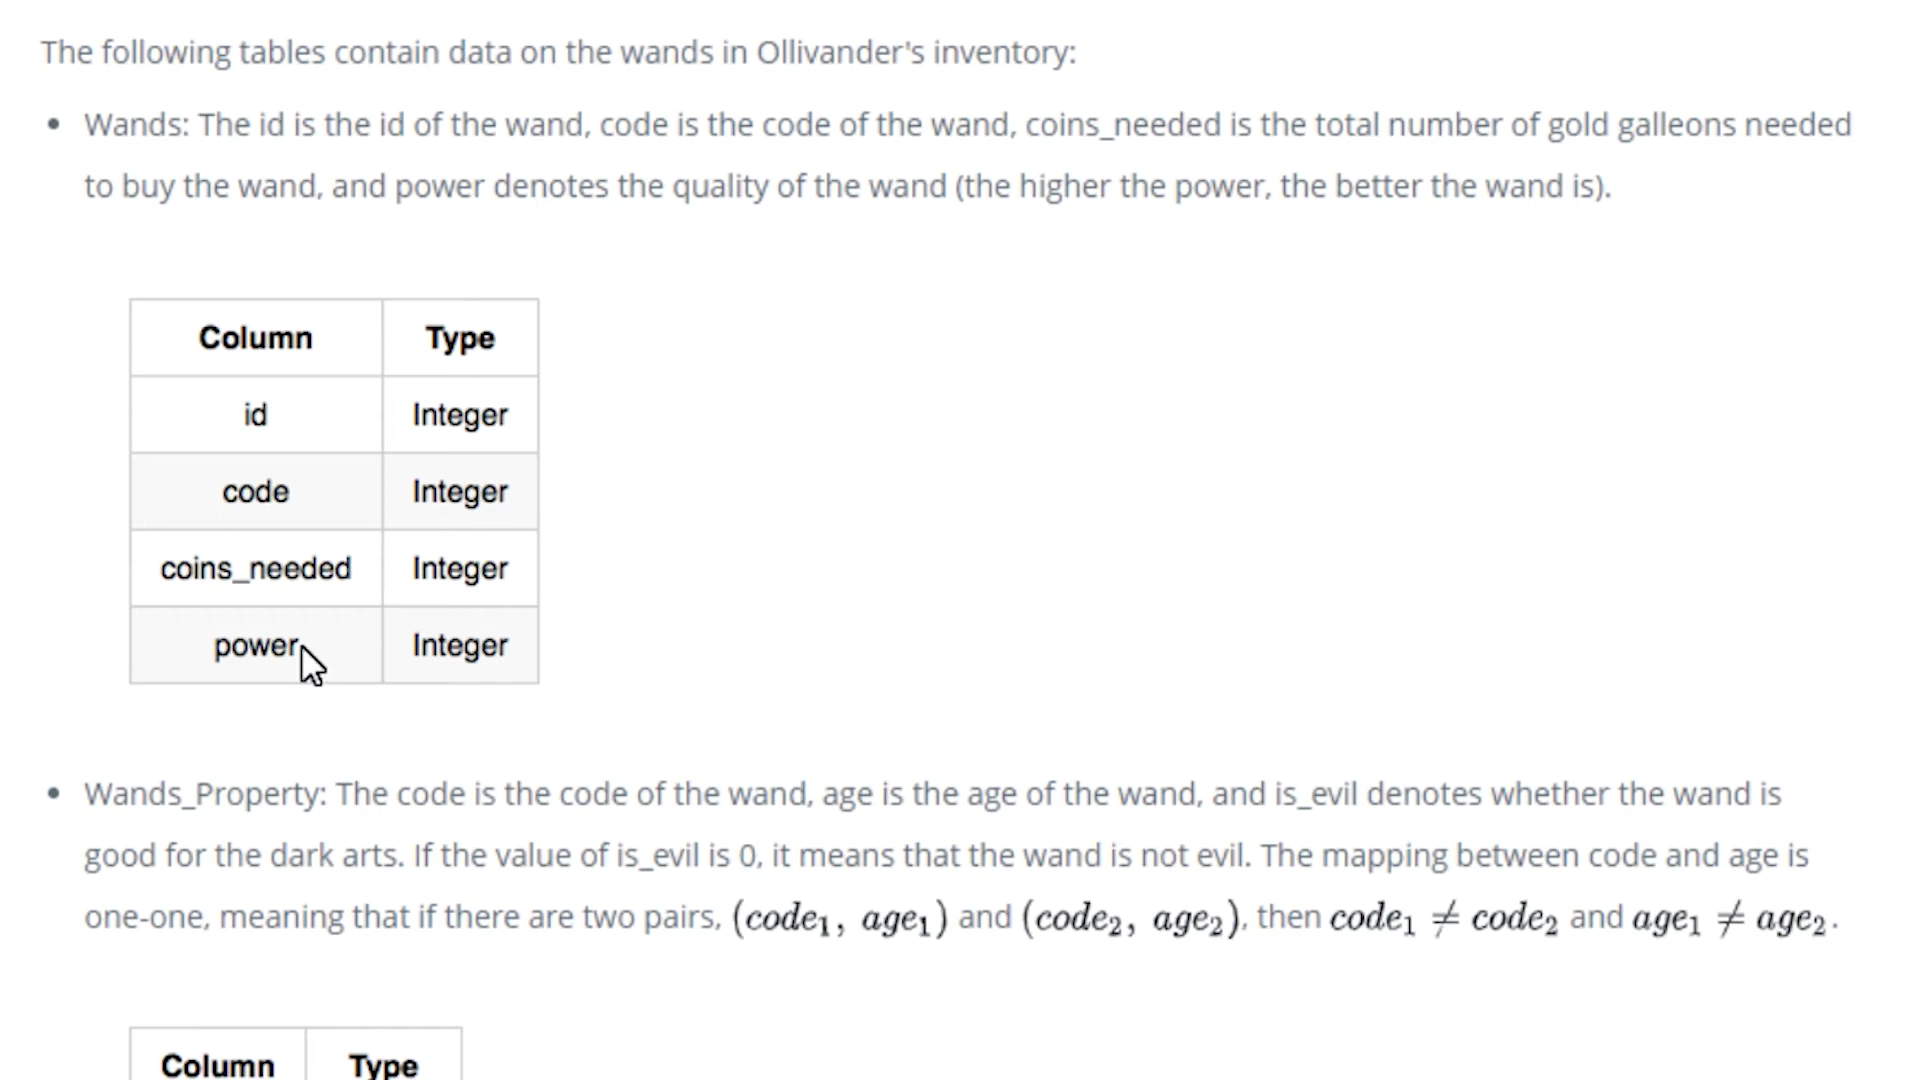 The following tables contain data on the wands in Ollivander's inventory:
• Wands: The id is the id of the wand, code is the code of the wand, coins_needed is the total number of gold galleons needed
to buy the wand, and power denotes the quality of the wand (the higher the power, the better the wand is).
Column Type
id Integer
code Integer
coins_needed Integer
power Integer
• Wands_Property: The code is the code of the wand, age is the age of the wand, and is_evil denotes whether the wand is
good for the dark arts. If the value of is_evil is 0, it means that the wand is not evil. The mapping between code and age is
one-one, meaning that if there are two pairs, (code₁, age₁) and (code₂, age₂), then code₁ ≠ code₂ and age₁ ≠ age₂.
Column Type